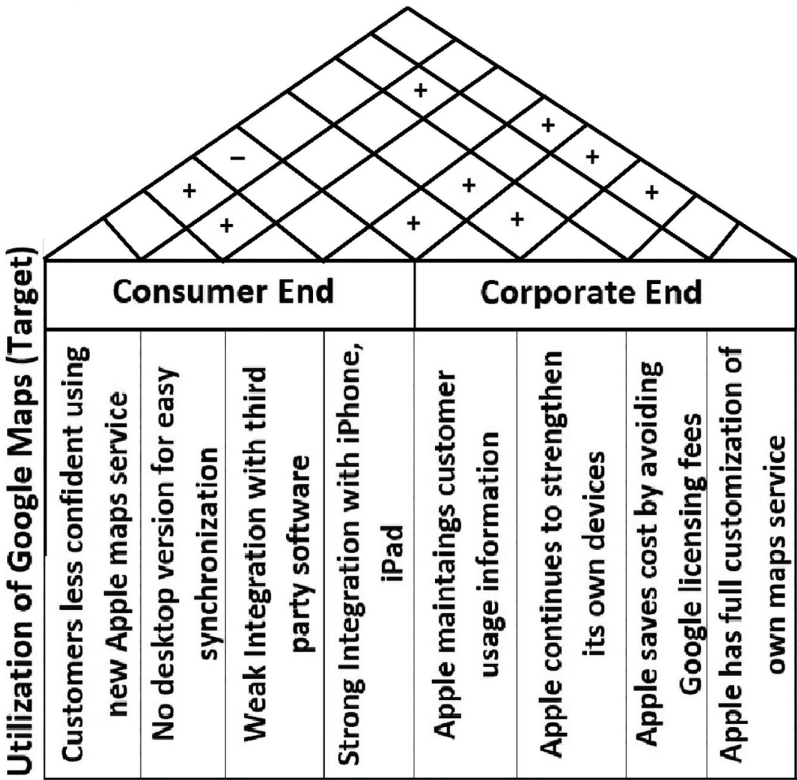 +
+
+
−
+
+
+
+
+
+
+
Consumer End
Corporate End
Utilization of Google Maps (Target)
Customers less confident using
new Apple maps service
No desktop version for easy
synchronization
Weak Integration with third
party software
Strong Integration with iPhone,
iPad
Apple maintaings customer
usage information
Apple continues to strengthen
its own devices
Apple saves cost by avoiding
Google licensing fees
Apple has full customization of
own maps service